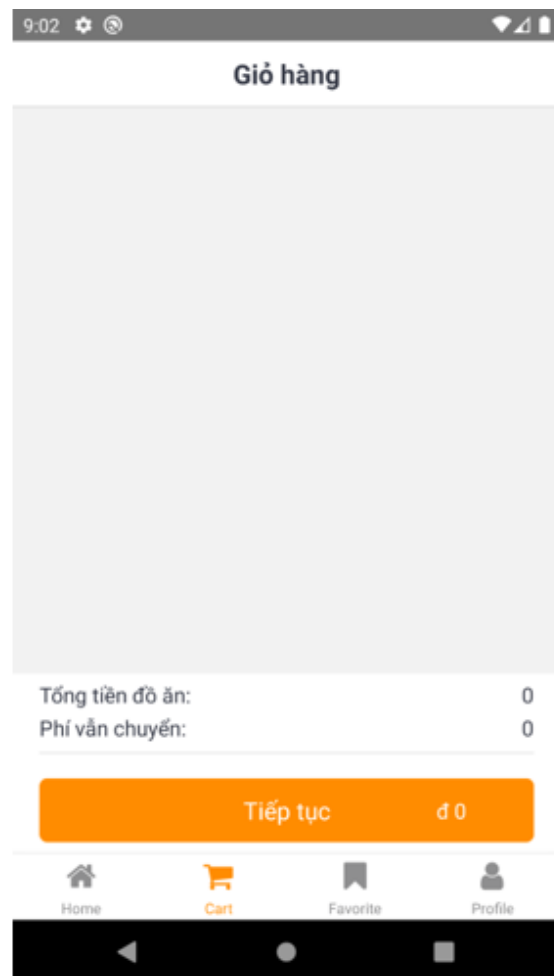 9:02
Giỏ hàng
Tổng tiền đồ ăn: 0
Phí vẫn chuyển: 0
Tiếp tục đ 0
Home Cart Favorite Profile